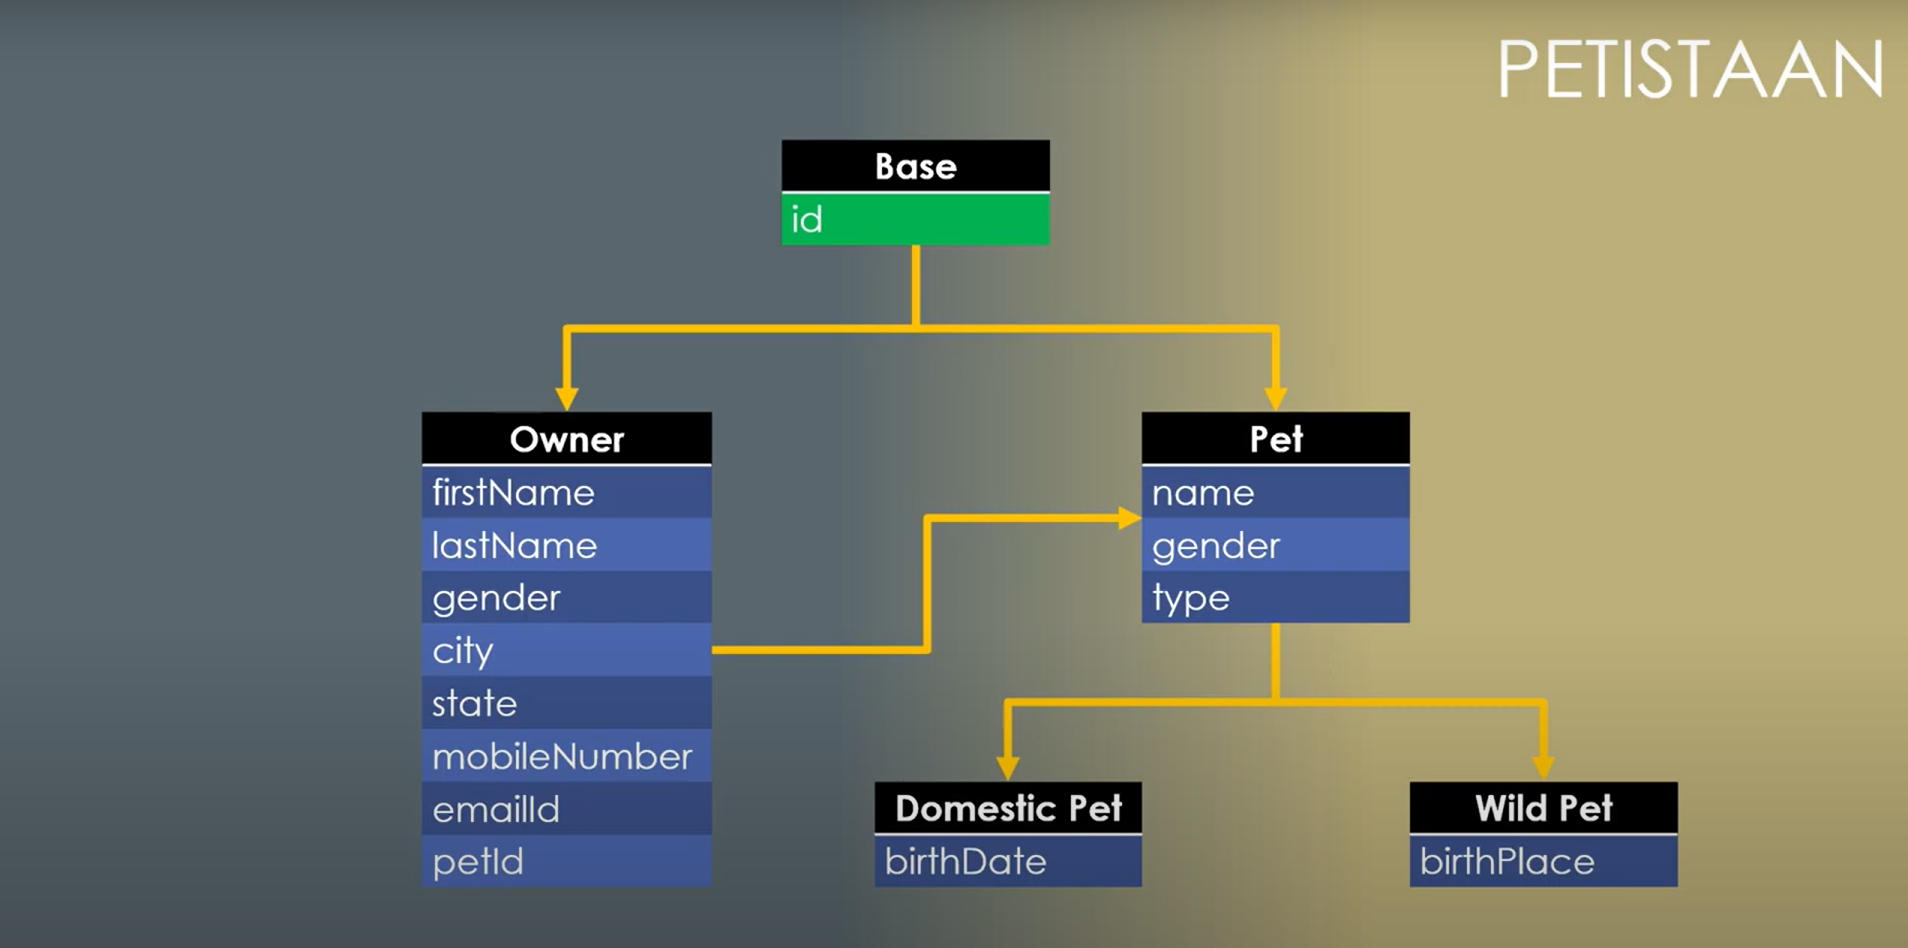 PETISTAAN
Base
id
Owner
firstName
lastName
gender
city
state
mobileNumber
emailId
petId
Pet
name
gender
type
Domestic Pet
birthDate
Wild Pet
birthPlace